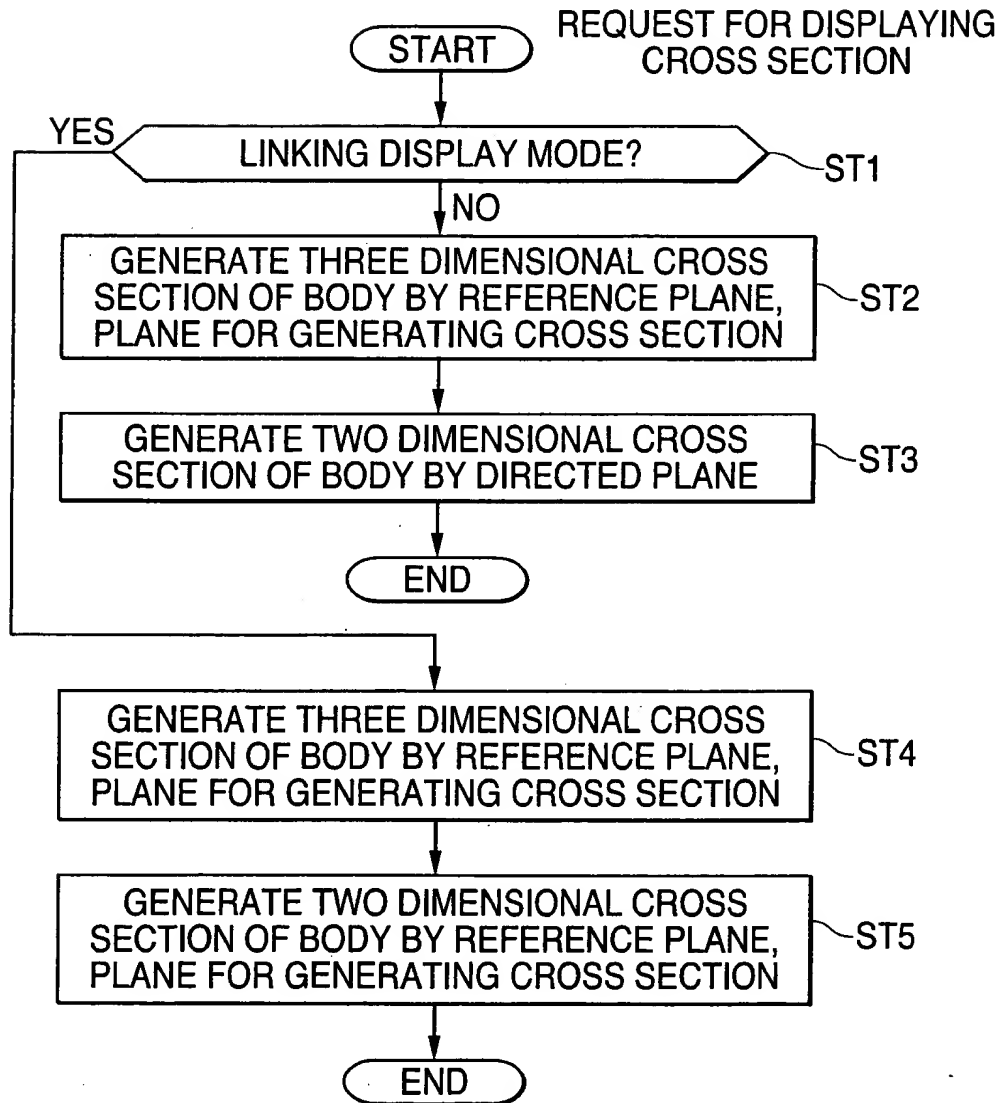 REQUEST FOR DISPLAYING
CROSS SECTION
START
YES
LINKING DISPLAY MODE?
ST1
NO
GENERATE THREE DIMENSIONAL CROSS
SECTION OF BODY BY REFERENCE PLANE,
PLANE FOR GENERATING CROSS SECTION
ST2
GENERATE TWO DIMENSIONAL CROSS
SECTION OF BODY BY DIRECTED PLANE
ST3
END
GENERATE THREE DIMENSIONAL CROSS
SECTION OF BODY BY REFERENCE PLANE,
PLANE FOR GENERATING CROSS SECTION
ST4
GENERATE TWO DIMENSIONAL CROSS
SECTION OF BODY BY REFERENCE PLANE,
PLANE FOR GENERATING CROSS SECTION
ST5
END